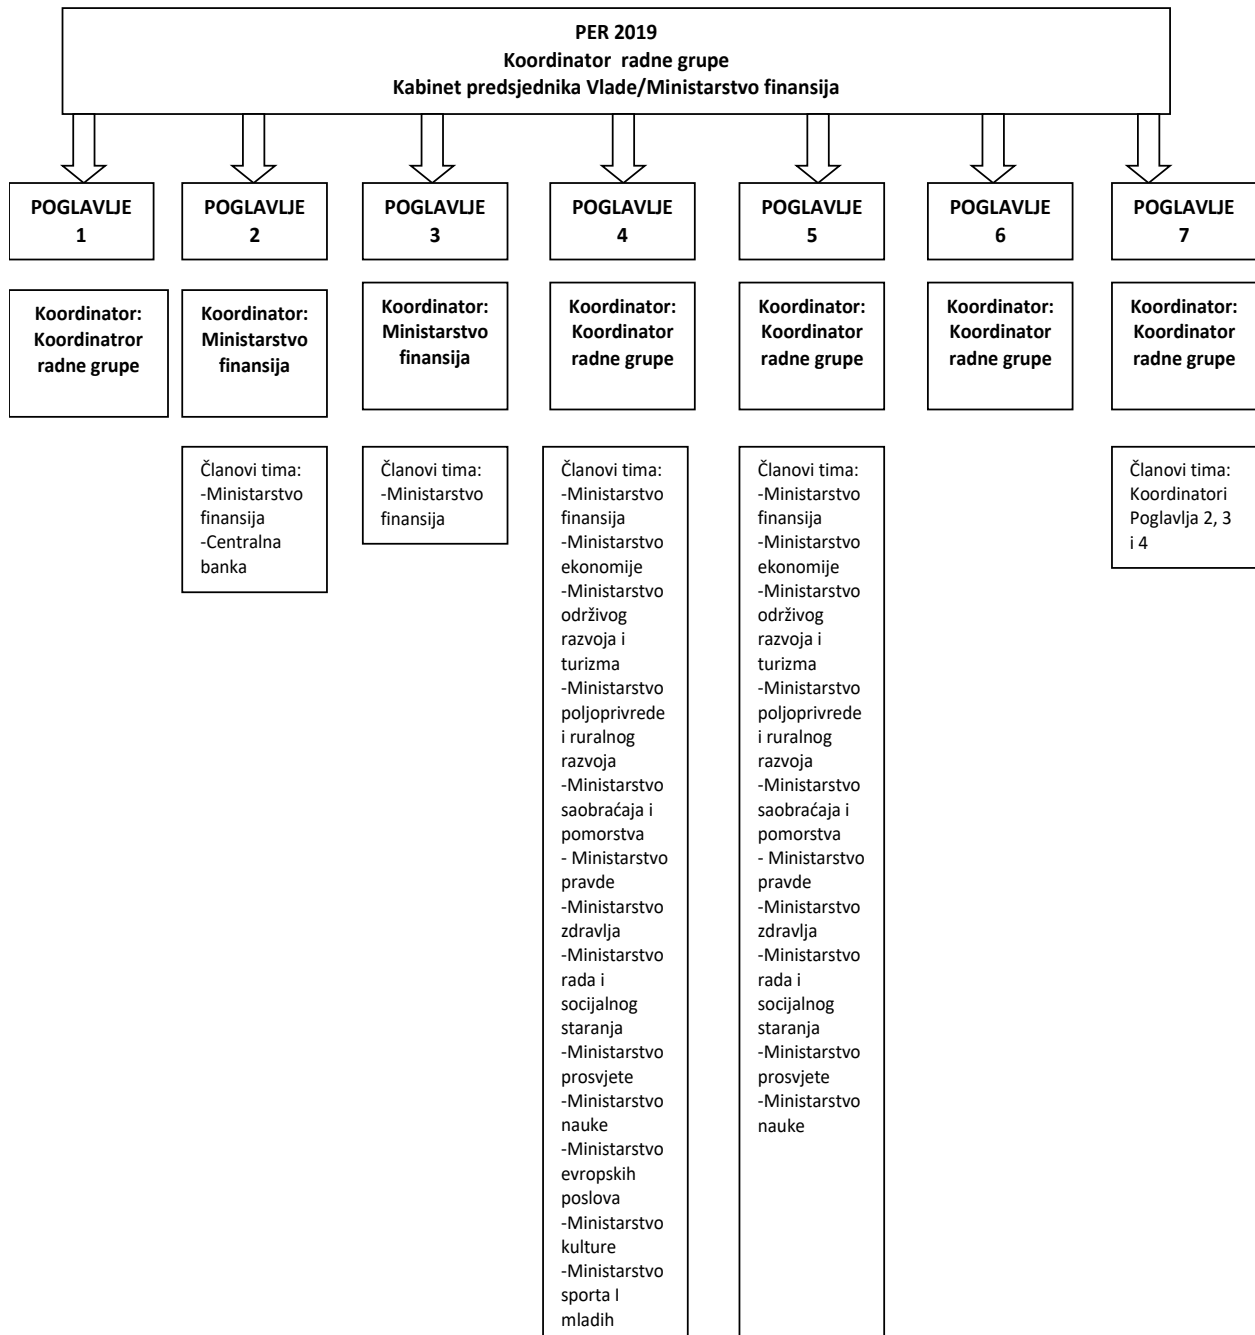 PER 2019
Koordinator radne grupe
Kabinet predsjednika Vlade/Ministarstvo finansija
POGLAVLJE
1
POGLAVLJE
2
POGLAVLJE
3
POGLAVLJE
4
POGLAVLJE
5
POGLAVLJE
6
POGLAVLJE
7
Koordinator:
Koordinatror
radne grupe
Koordinator:
Ministarstvo
finansija
Koordinator:
Ministarstvo
finansija
Koordinator:
Koordinator
radne grupe
Koordinator:
Koordinator
radne grupe
Koordinator:
Koordinator
radne grupe
Koordinator:
Koordinator
radne grupe
Članovi tima:
-Ministarstvo
finansija
-Centralna
banka
Članovi tima:
-Ministarstvo
finansija
Članovi tima:
-Ministarstvo
finansija
-Ministarstvo
ekonomije
-Ministarstvo
održivog
razvoja i
turizma
-Ministarstvo
poljoprivrede
i ruralnog
razvoja
-Ministarstvo
saobraćaja i
pomorstva
- Ministarstvo
pravde
-Ministarstvo
zdravlja
-Ministarstvo
rada i
socijalnog
staranja
-Ministarstvo
prosvjete
-Ministarstvo
nauke
-Ministarstvo
evropskih
poslova
-Ministarstvo
kulture
-Ministarstvo
sporta I
mladih
Članovi tima:
-Ministarstvo
finansija
-Ministarstvo
ekonomije
-Ministarstvo
održivog
razvoja i
turizma
-Ministarstvo
poljoprivrede
i ruralnog
razvoja
-Ministarstvo
saobraćaja i
pomorstva
- Ministarstvo
pravde
-Ministarstvo
zdravlja
-Ministarstvo
rada i
socijalnog
staranja
-Ministarstvo
prosvjete
-Ministarstvo
nauke
Članovi tima:
Koordinatori
Poglavlja 2, 3
i 4